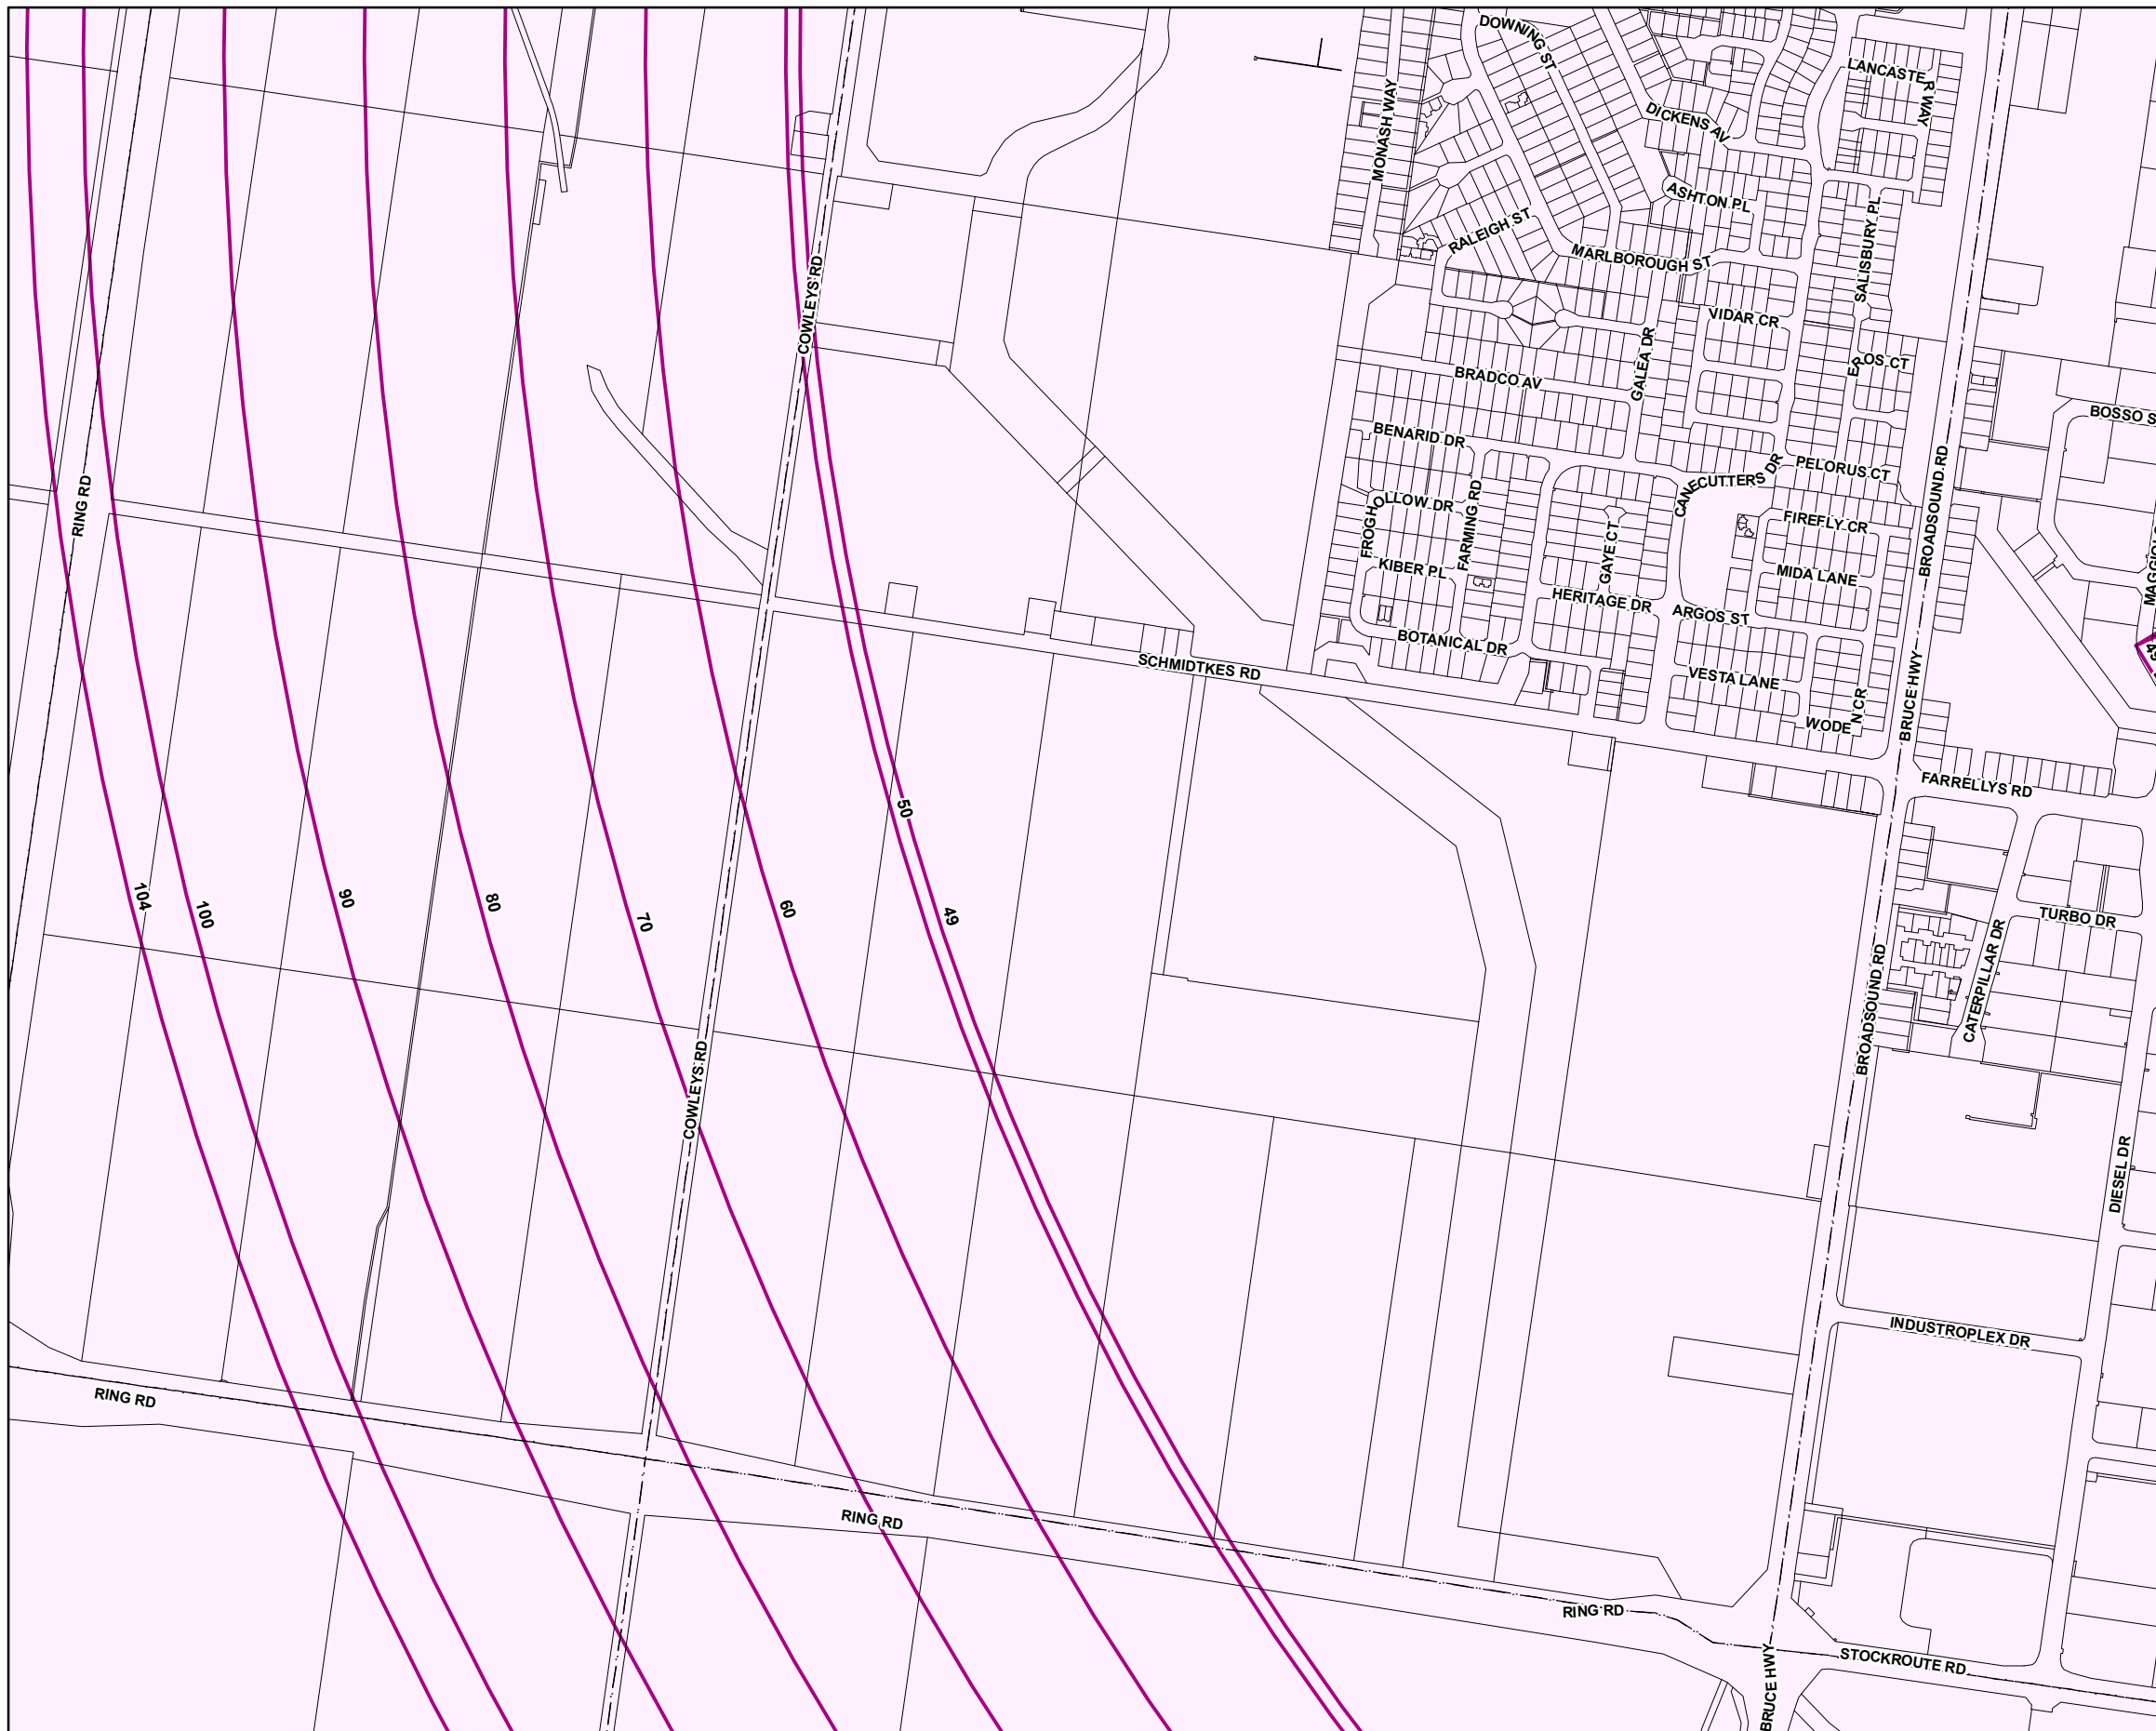 DOWNING ST
LANCASTER WAY
MONASH WAY
DICKENS AV
ASHTON PL
RALEIGH ST
MARLBOROUGH ST
SALISBURY PL
COWLEYS RD
VIDAR CR
GALEA DR
EROS CT
BRADCO AV
BOSSO S
BENARID DR
PELORUS CT
CANECUTTERS DR
RING RD
FROGHOLLOW DR
FARMING RD
BROADSOUND RD
FIREFLY CR
GAYE CT
KIBER PL
MIDA LANE
HERITAGE DR
ARGOS ST
BOTANICAL DR
SCHMIDTKES RD
VESTA LANE
BRUCE HWY
WODEN CR
FARRELLYS RD
50
104
100
90
80
70
60
49
TURBO DR
CATERPILLAR DR
BROADSOUND RD
COWLEYS RD
DIESEL DR
INDUSTROPLEX DR
RING RD
RING RD
RING RD
STOCKROUTE RD
BRUCE HWY